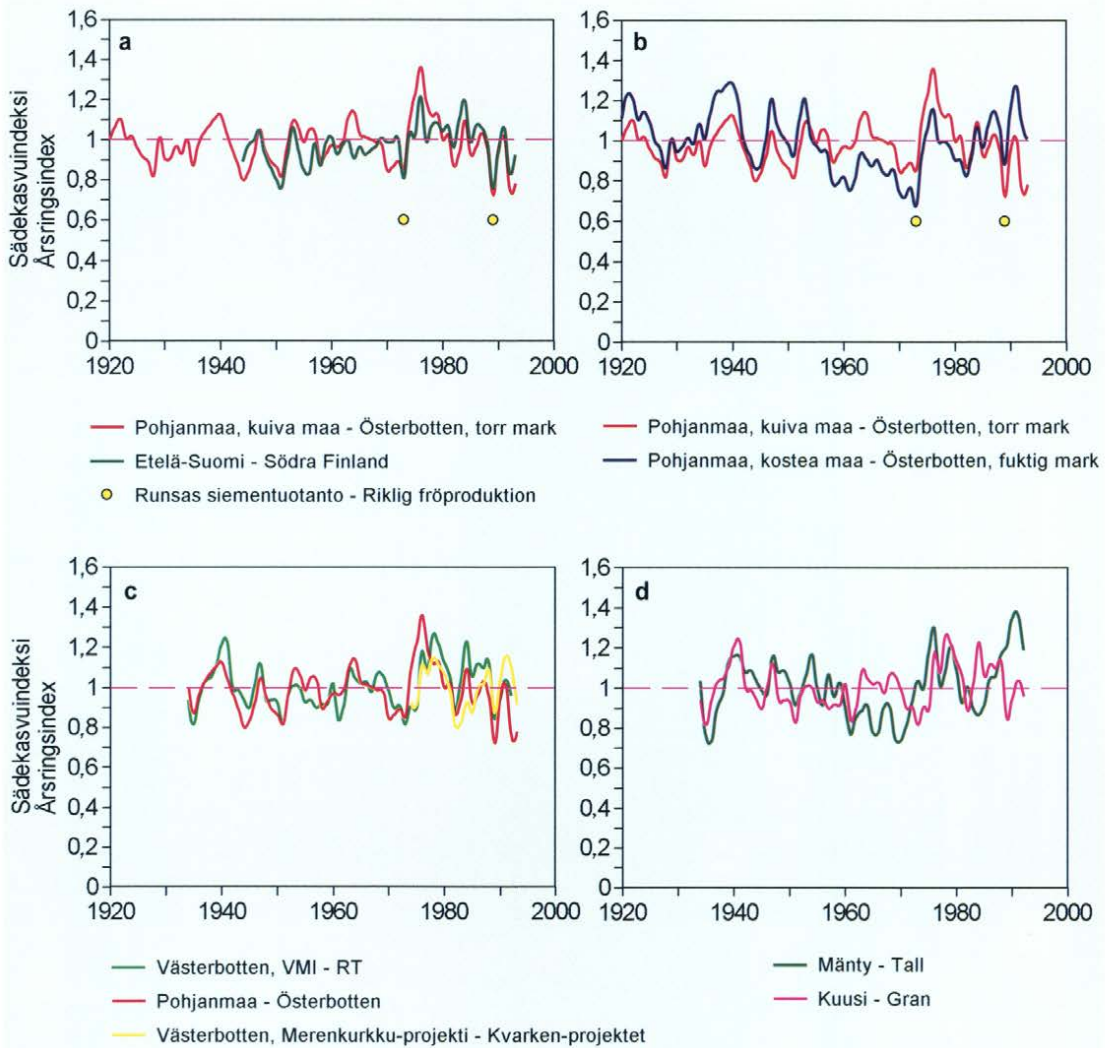 a
1,6
1,4
1,2
1
0,8
0,6
0,4
0,2
0
1920 1940 1960 1980 2000
Sädekasvuindeksi
Årsringsindex
b
1,6
1,4
1,2
1
0,8
0,6
0,4
0,2
0
1920 1940 1960 1980 2000
Pohjanmaa, kuiva maa - Österbotten, torr mark
Etelä-Suomi - Södra Finland
Runsas siementuotanto - Riklig fröproduktion
Pohjanmaa, kuiva maa - Österbotten, torr mark
Pohjanmaa, kostea maa - Österbotten, fuktig mark
c
1,6
1,4
1,2
1
0,8
0,6
0,4
0,2
0
1920 1940 1960 1980 2000
Sädekasvuindeksi
Årsringsindex
d
1,6
1,4
1,2
1
0,8
0,6
0,4
0,2
0
1920 1940 1960 1980 2000
Västerbotten, VMI - RT
Pohjanmaa - Österbotten
Västerbotten, Merenkurkku-projekti - Kvarken-projektet
Mänty - Tall
Kuusi - Gran